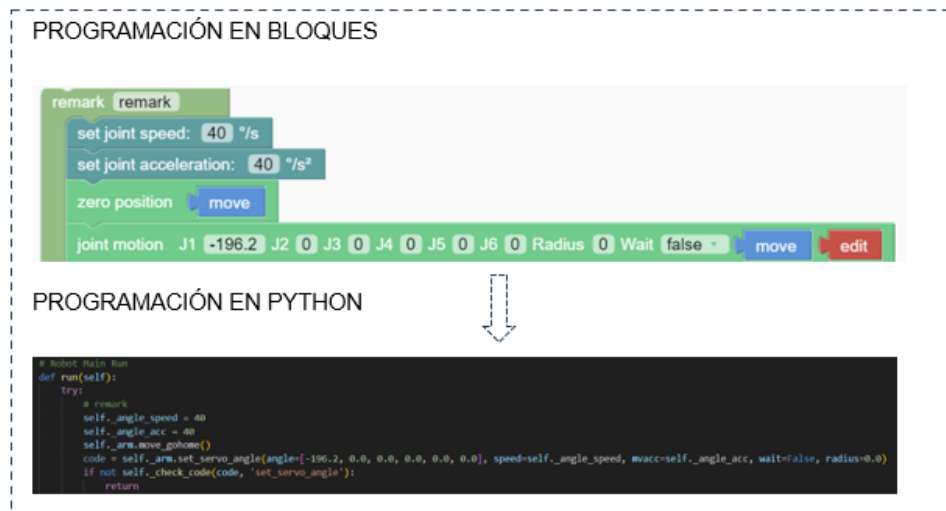 PROGRAMACIÓN EN BLOQUES
remark remark
set joint speed: 40 °/s
set joint acceleration: 40 °/s²
zero position move
joint motion J1 -196.2 J2 0 J3 0 J4 0 J5 0 J6 0 Radius 0 Wait false move edit
PROGRAMACIÓN EN PYTHON
# Robot Main Run
def run(self):
try:
# remark
self._angle_speed = 40
self._angle_acc = 40
self._arm.move_gohome()
code = self._arm.set_servo_angle(angle=[-196.2, 0.0, 0.0, 0.0, 0.0, 0.0], speed=self._angle_speed, mvacc=self._angle_acc, wait=False, radius=0.0)
if not self._check_code(code, 'set_servo_angle'):
return